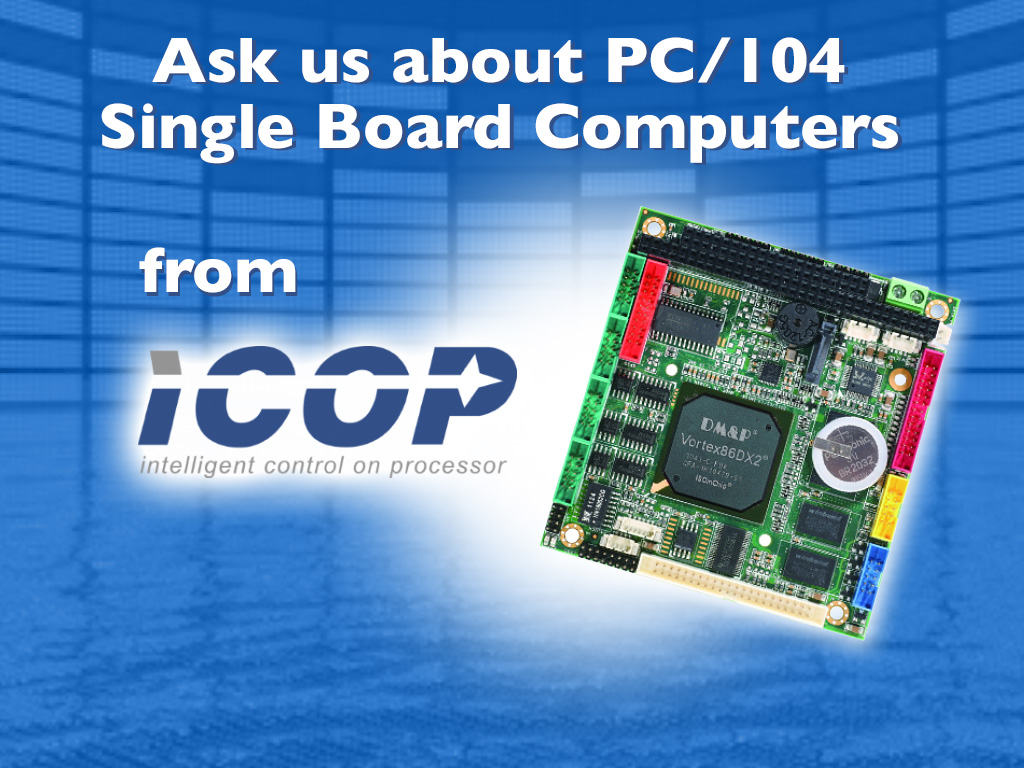 Ask us about PC/104
Single Board Computers
from
iCOP
intelligent control on processor
DM&P®
Vortex86DX2®
BR2032